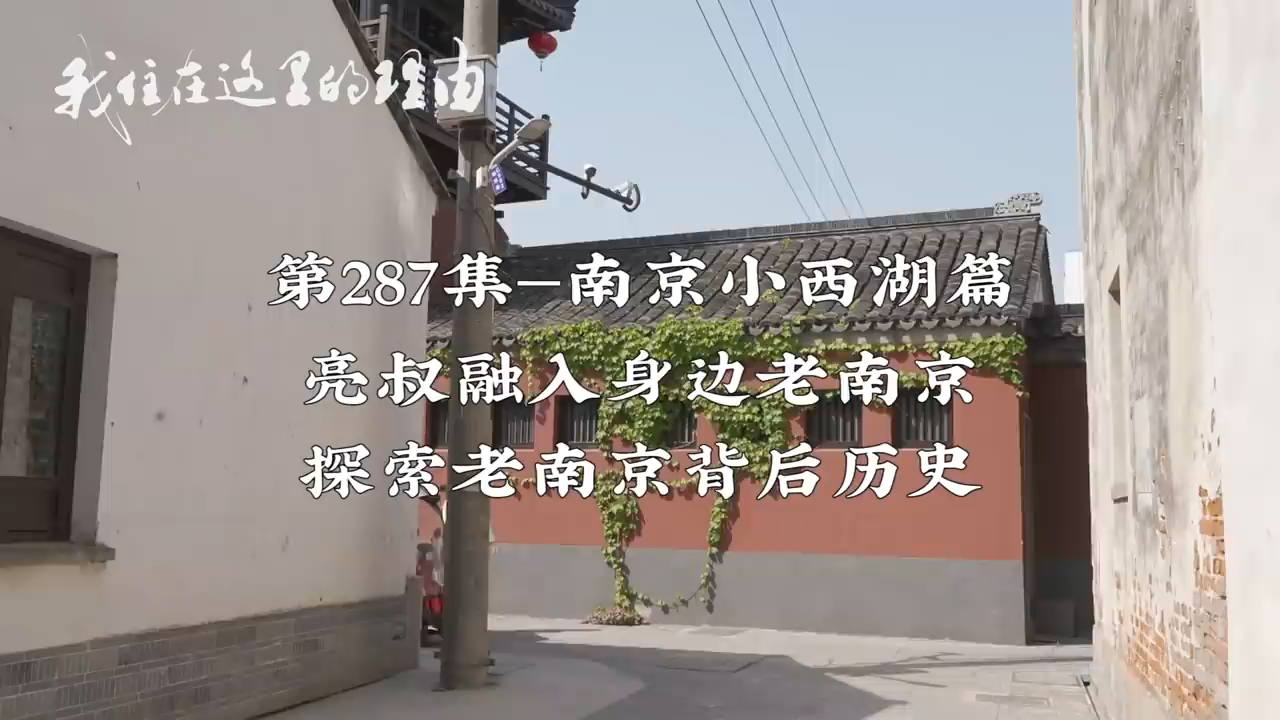 我住在这里的理由
第287集-南京小西湖篇
亮叔融入身边老南京
探索老南京背后历史